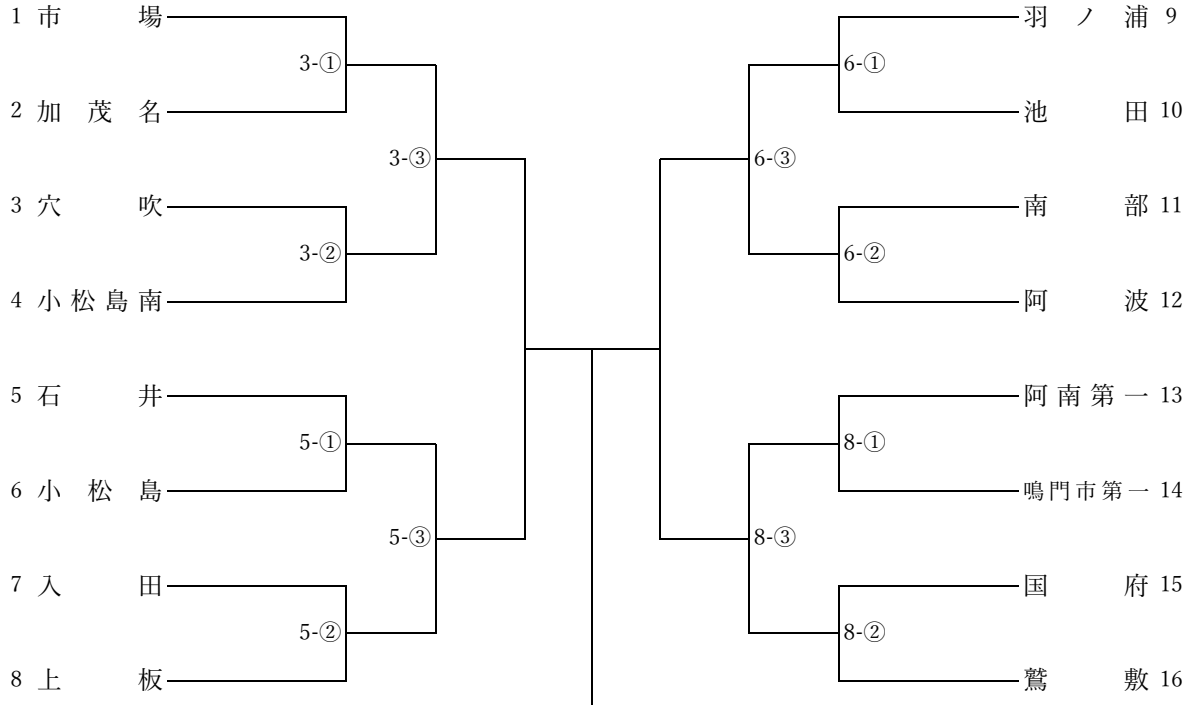 1 市場
3-①
2 加茂名
3-③
3 穴吹
3-②
4 小松島南
5 石井
5-①
6 小松島
5-③
7 入田
5-②
8 上板
羽ノ浦 9
6-①
池田 10
6-③
南部 11
6-②
阿波 12
阿南第一 13
8-①
鳴門市第一 14
8-③
国府 15
8-②
鷲敷 16